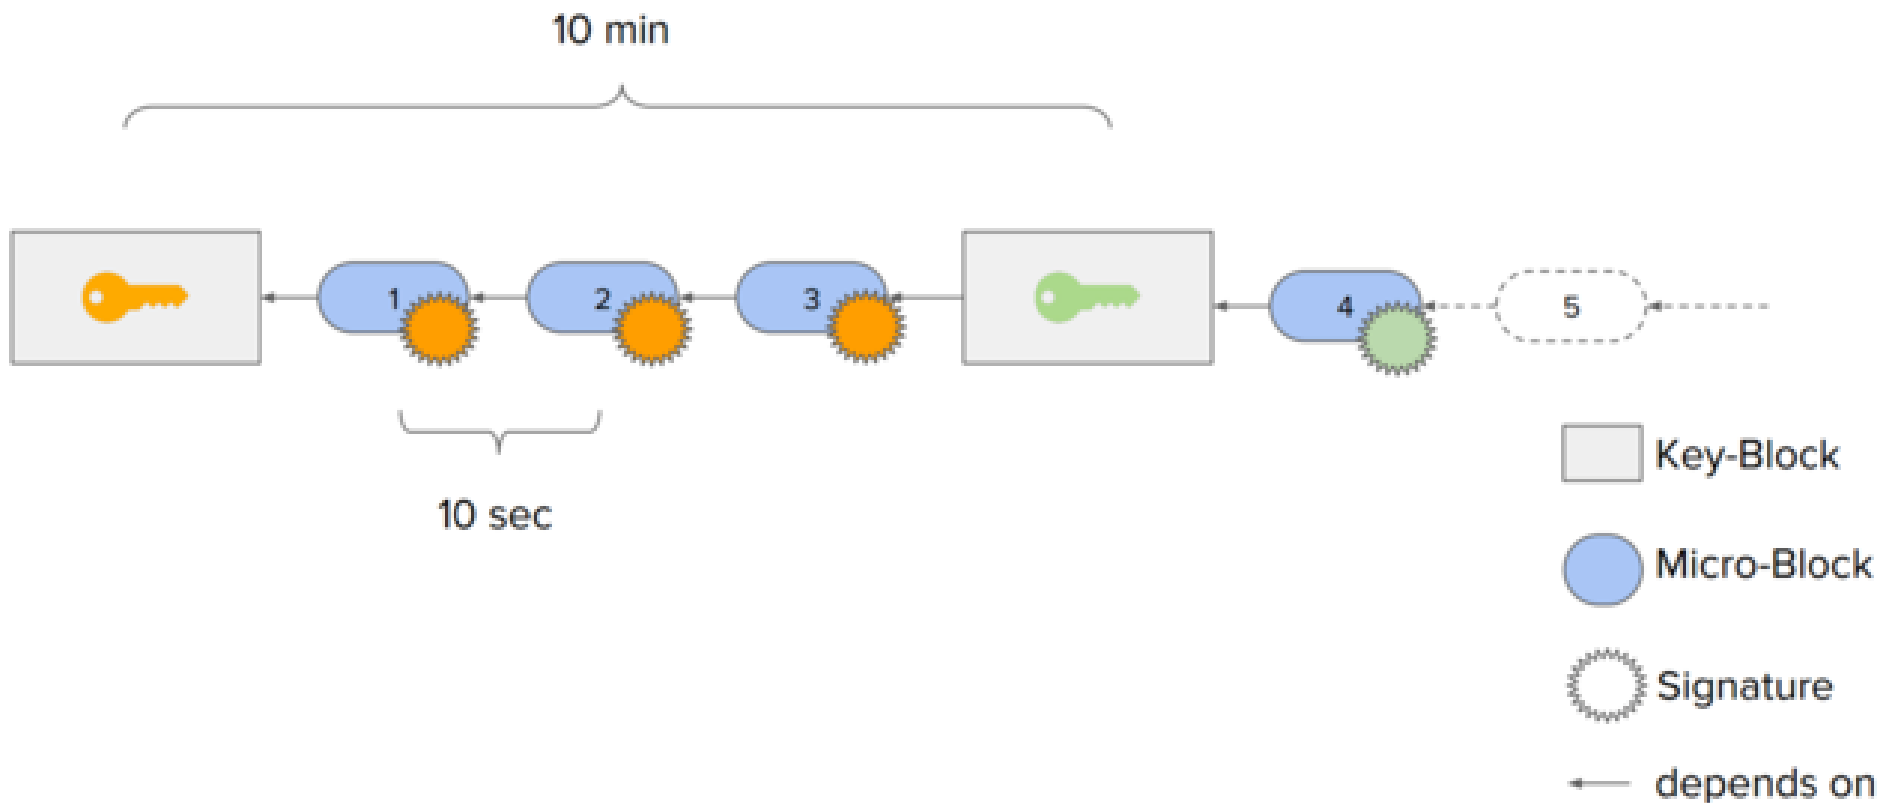 10 min
1
2
3
4
5
10 sec
Key-Block
Micro-Block
Signature
depends on